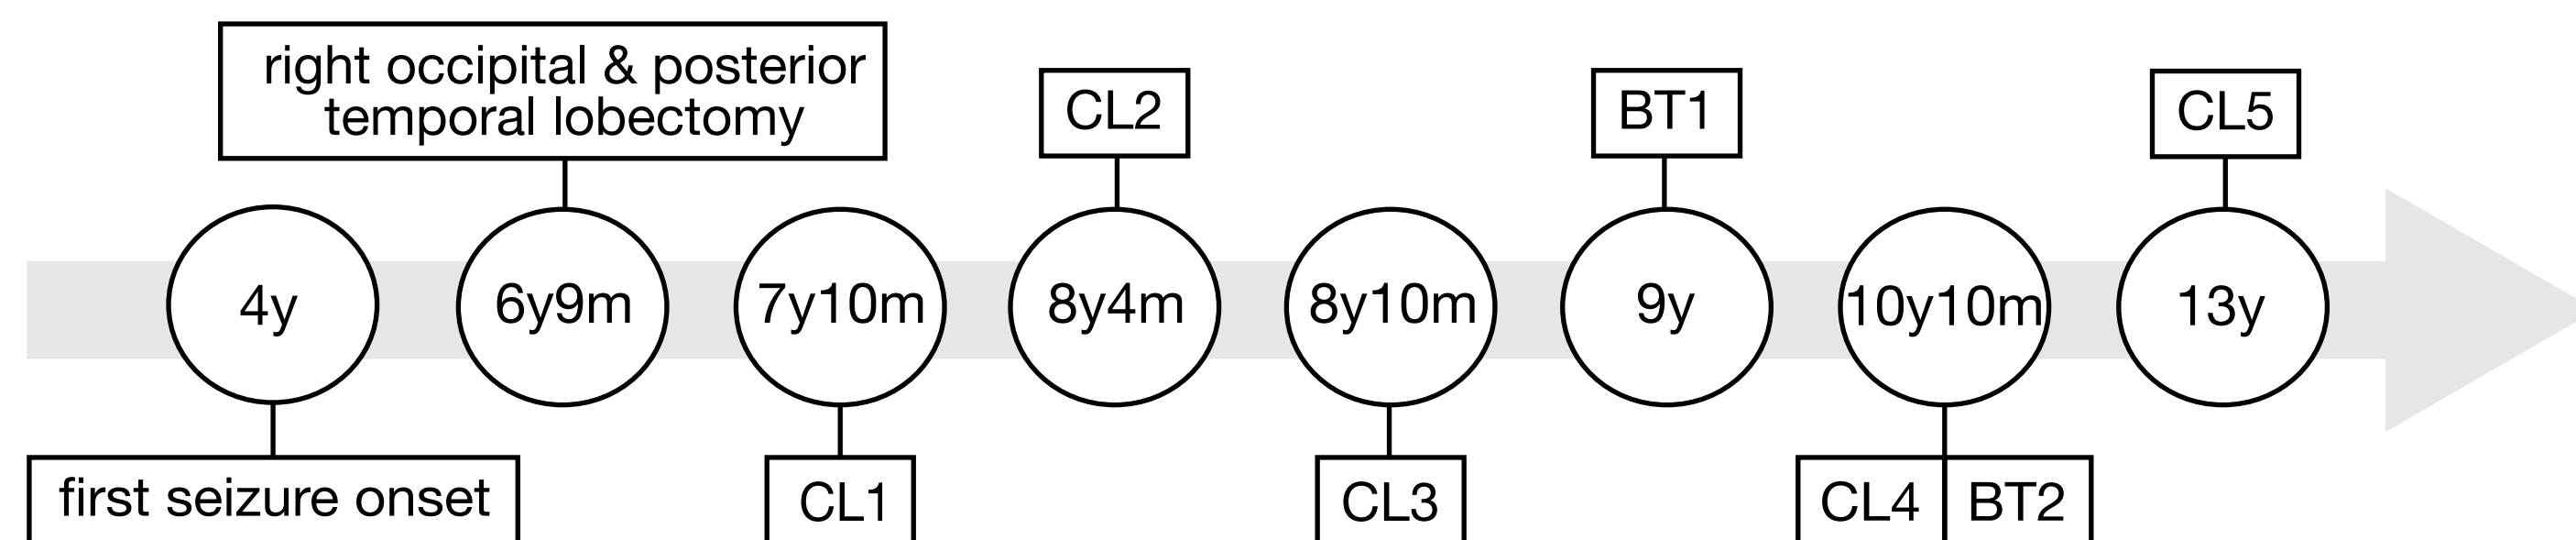 right occipital & posterior
temporal lobectomy
CL2
BT1
CL5
4y
6y9m
7y10m
8y4m
8y10m
9y
10y10m
13y
first seizure onset
CL1
CL3
CL4
BT2